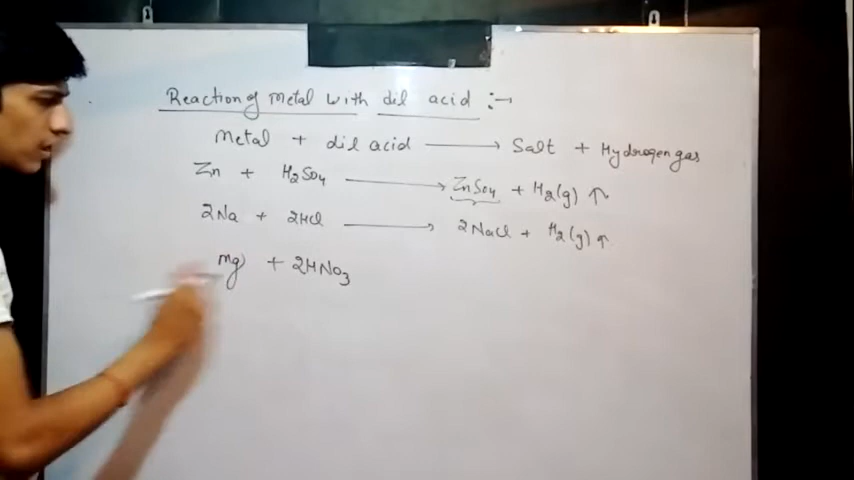 Reaction of Metal with dil acid :-
Metal + dil acid → Salt + Hydrogen gas
Zn + H2SO4 → ZnSO4 + H2(g) ↑
2Na + 2HCl → 2NaCl + H2(g) ↑
Mg + 2HNO3